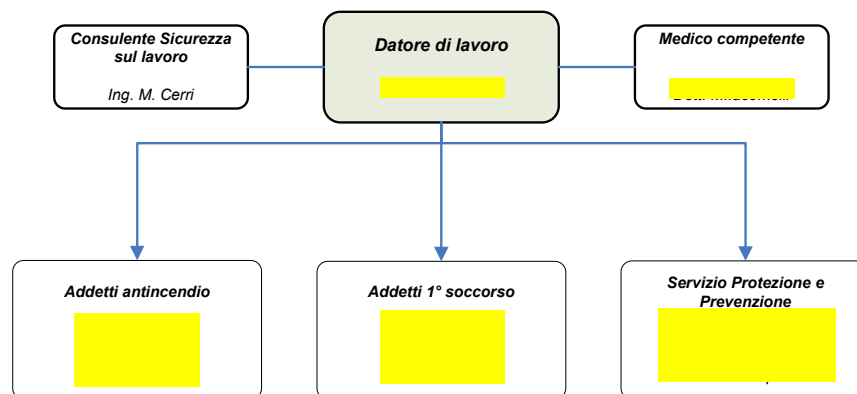 Consulente Sicurezza
sul lavoro
Ing. M. Cerri
Datore di lavoro
Medico competente
Addetti antincendio
Addetti 1° soccorso
Servizio Protezione e
Prevenzione